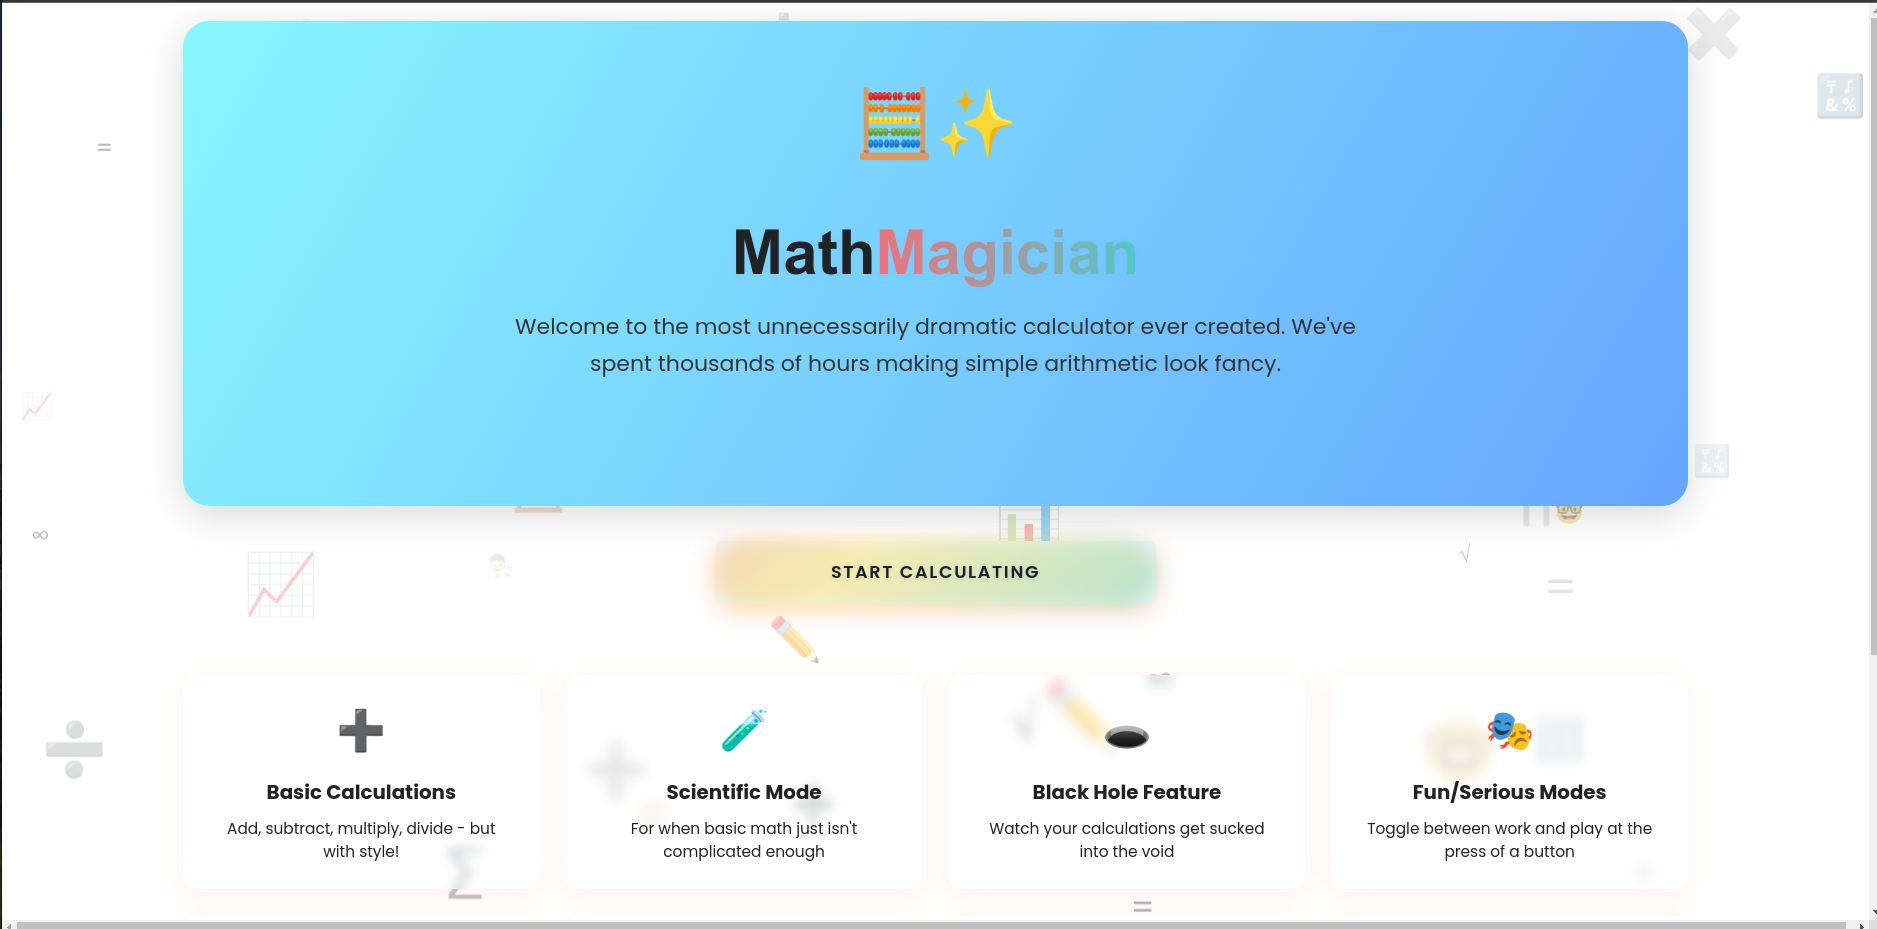 MathMagician
Welcome to the most unnecessarily dramatic calculator ever created. We've
spent thousands of hours making simple arithmetic look fancy.
START CALCULATING
Basic Calculations
Add, subtract, multiply, divide - but
with style!
Scientific Mode
For when basic math just isn't
complicated enough
Black Hole Feature
Watch your calculations get sucked
into the void
Fun/Serious Modes
Toggle between work and play at the
press of a button